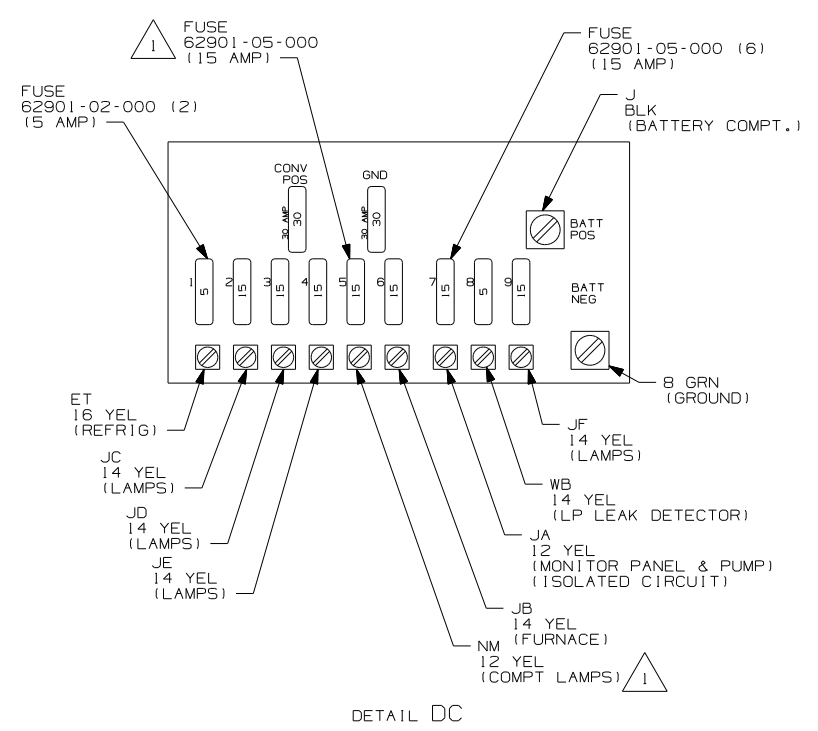 FUSE
62901-05-000
(15 AMP)
1
FUSE
62901-05-000 (6)
(15 AMP)
FUSE
62901-02-000 (2)
(5 AMP)
J
BLK
(BATTERY COMPT.)
CONV
POS
GND
30 AMP
30
30 AMP
30
BATT
POS
1
5
2
15
3
15
4
15
5
15
6
15
7
15
8
5
9
15
BATT
NEG
8 GRN
(GROUND)
ET
16 YEL
(REFRIG)
JC
14 YEL
(LAMPS)
JD
14 YEL
(LAMPS)
JE
14 YEL
(LAMPS)
JF
14 YEL
(LAMPS)
WB
14 YEL
(LP LEAK DETECTOR)
JA
12 YEL
(MONITOR PANEL & PUMP)
(ISOLATED CIRCUIT)
JB
14 YEL
(FURNACE)
NM
12 YEL
(COMPT LAMPS)
1
DETAIL DC